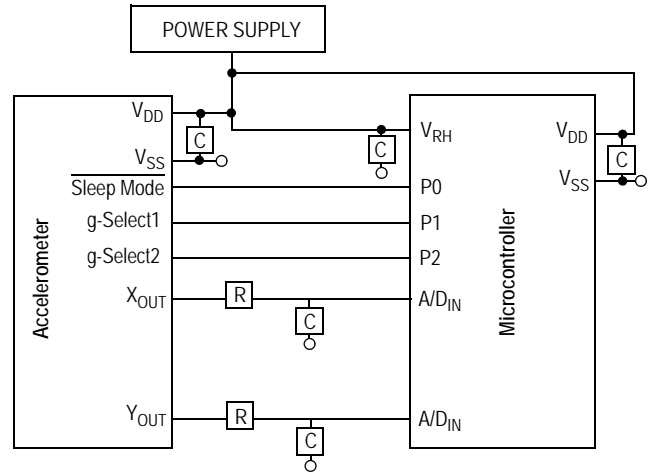 POWER SUPPLY
Accelerometer
V_DD
C
V_SS
Sleep Mode
g-Select1
g-Select2
X_OUT
R
C
Y_OUT
R
C
C
V_RH
P0
P1
P2
A/D_IN
A/D_IN
Microcontroller
V_DD
C
V_SS